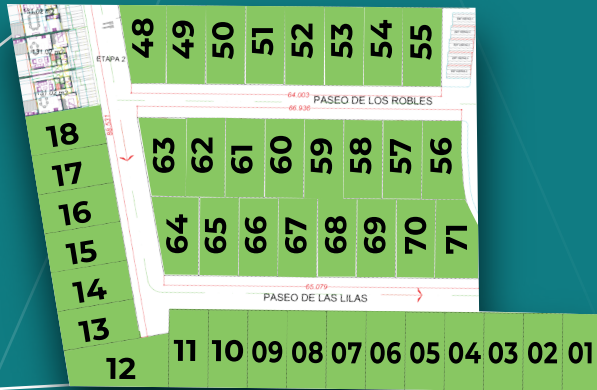 48 49 50 51 52 53 54 55
ETAPA 2
64.003
PASEO DE LOS ROBLES
66.936
18
17
16
15
14
13
12
63 62 61 60 59 58 57 56
64 65 66 67 68 69 70 71
65.079
PASEO DE LAS LILAS
11 10 09 08 07 06 05 04 03 02 01